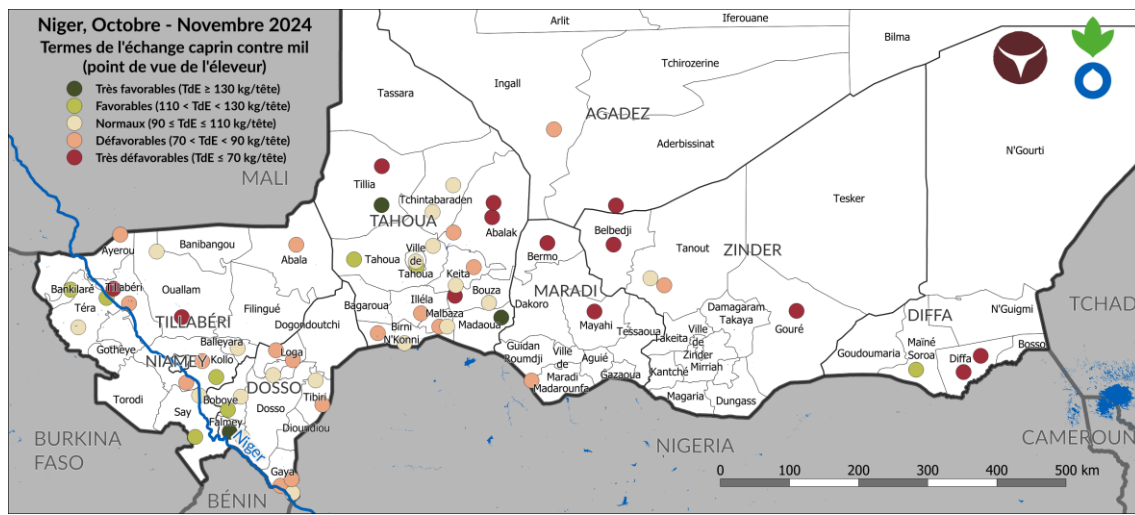 Niger, Octobre - Novembre 2024
Termes de l'échange caprin contre mil
(point de vue de l'éleveur)
Très favorables (TdE ≥ 130 kg/tête)
Favorables (110 < TdE < 130 kg/tête)
Normaux (90 ≤ TdE ≤ 110 kg/tête)
Défavorables (70 < TdE < 90 kg/tête)
Très défavorables (TdE ≤ 70 kg/tête)
Arlit
Iferouane
Bilma
Tchirozerine
Ingall
Tassara
AGADEZ
Aderbissinat
N'Gourti
MALI
Tillia
Tchintabaraden
Tesker
TAHOUA
Abalak
Belbedji
Tanout
ZINDER
Ayerou
Banibangou
Abala
Ville
de
Tahoua
Tahoua
Keita
Bermo
Bankilaré
Tillabéri
Ouallam
Filingué
Bagaroua
Illéla
Bouza
Dakoro
MARADI
Damagaram
Takaya
Gouré
N'Guigmi
TCHAD
Téra
TILLABÉRI
Dogondoutchi
Birni
N'Konni
Malbaza
Madaoua
Mayahi
Tessaoua
Takeita
Ville
de
Zinder
DIFFA
Maïné
Soroa
Diffa
Bosso
Goudoumaria
Gotheye
Balleyara
Kollo
Loga
Guidan
Roumdji
Ville
de
Maradi
Aguié
Gazaoua
Kantché
Mirriah
NIAMEY
DOSSO
Tibiri
Madarounfa
Magaria
Dungass
Torodi
Say
Boboye
Dosso
Dioundiou
Falmey
BURKINA
FASO
Niger
Gaya
BÉNIN
NIGERIA
CAMEROUN
0 100 200 300 400 500 km